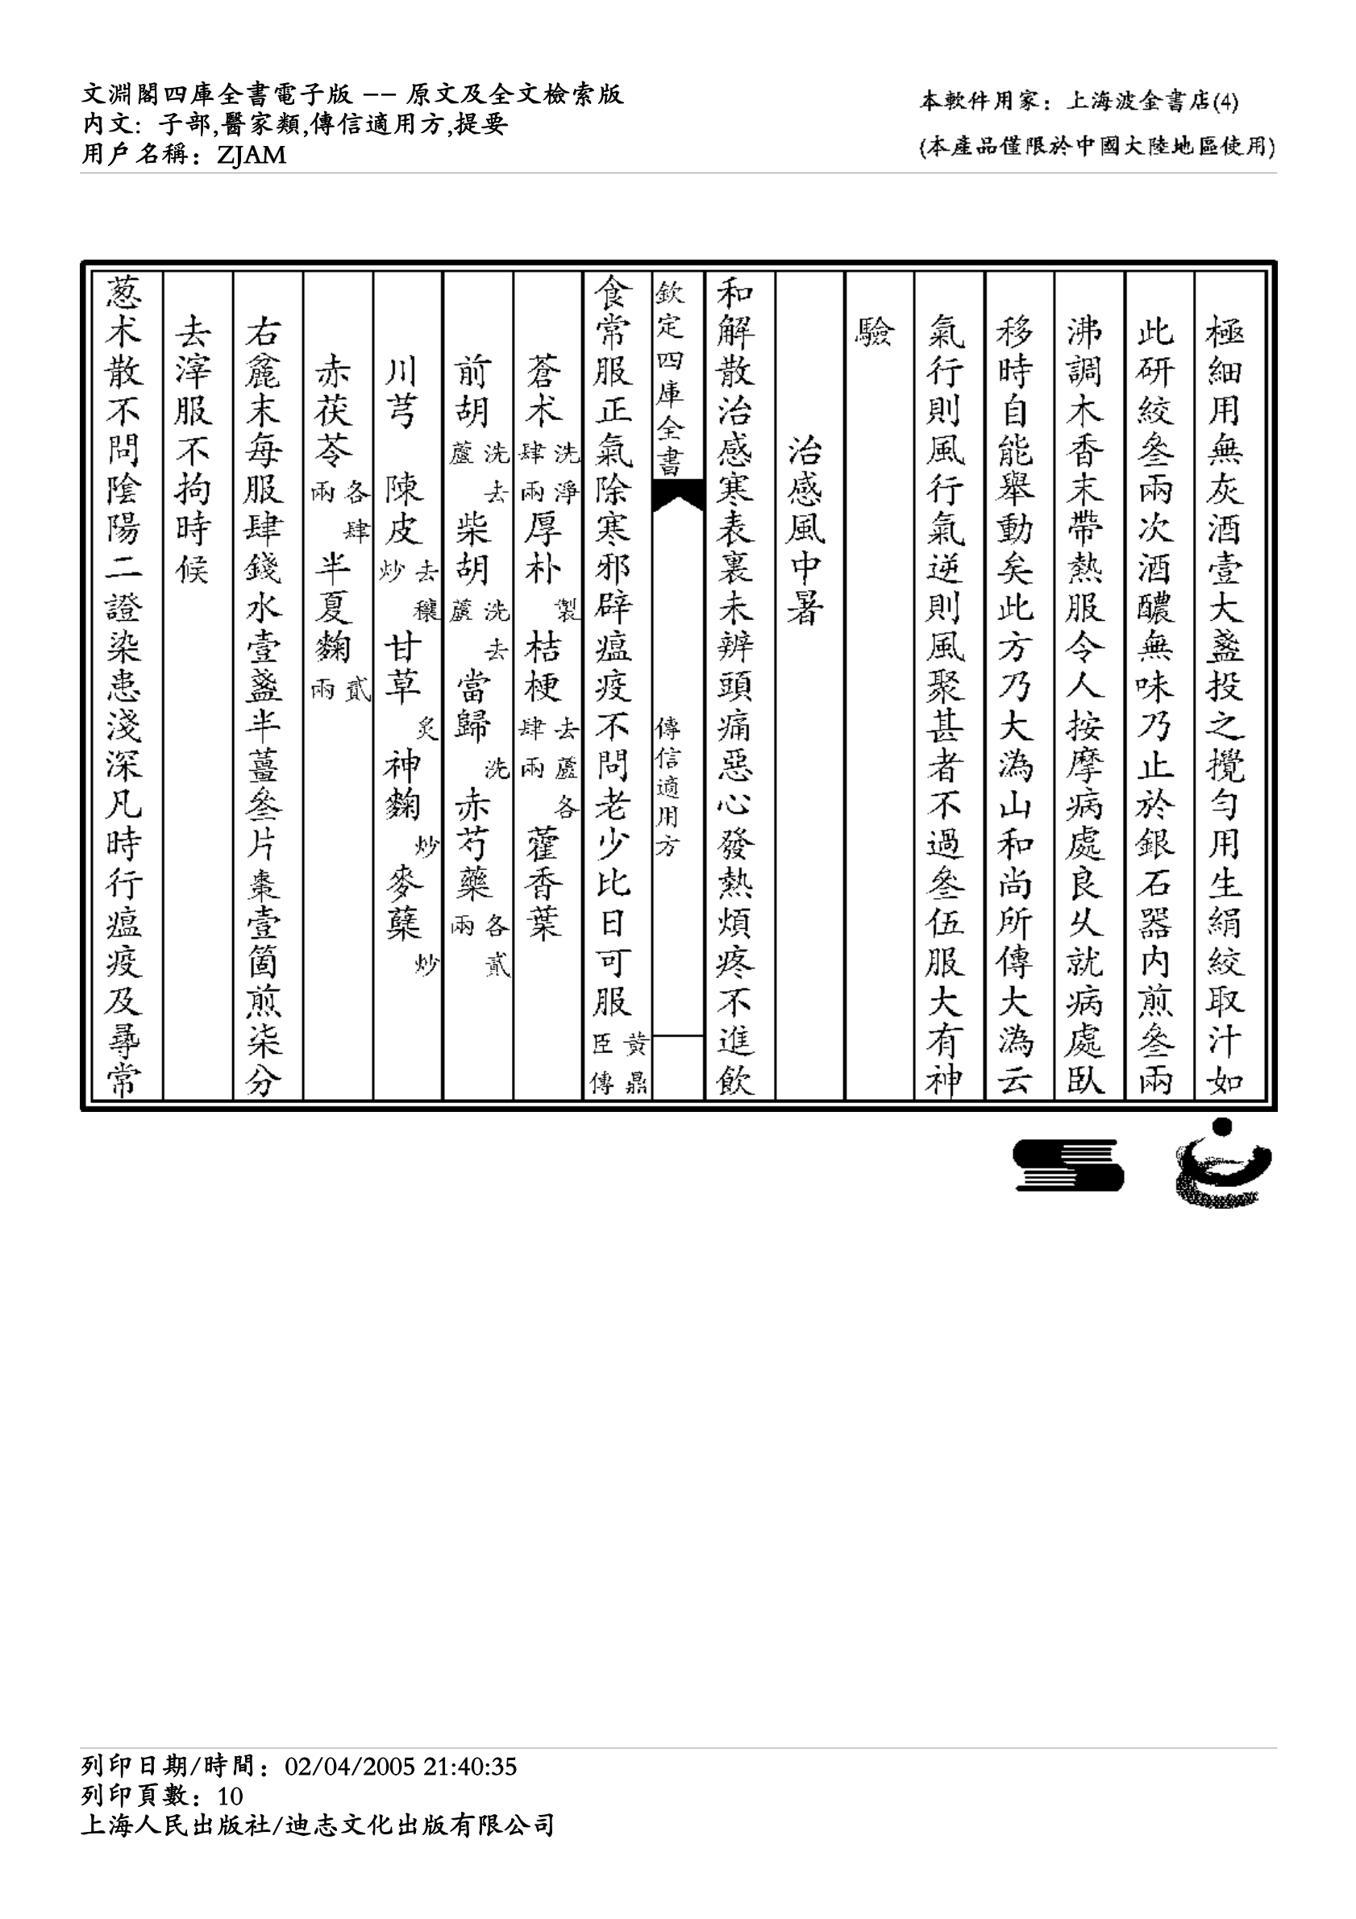 文淵閣四庫全書電子版 -- 原文及全文檢索版
內文: 子部,醫家類,傳信適用方,提要
用戶名稱: ZJAM
本軟件用家: 上海波金書店(4)
(本產品僅限於中國大陸地區使用)
極細用無灰酒壹大盞投之攪勻用生絹絞取汁如
此研絞叄兩次酒醲無味乃止於銀石器内煎叄兩
沸調木香末帶熱服令人按摩病處良乆就病處臥
移時自能舉動矣此方乃大溈山和尚所傳大溈云
氣行則風行氣逆則風聚甚者不過叄伍服大有神
驗
治感風中暑
和解散治感寒表裏未辨頭痛惡心發熱煩疼不進飲
欽定四庫全書
傳信適用方
食常服正氣除寒邪辟瘟疫不問老少比日可服黄鼎臣傳
蒼术洗淨肆兩厚朴製桔梗去蘆各肆兩藿香葉
前胡洗去蘆柴胡洗去蘆當歸洗赤芍藥各貳兩
川芎 陳皮去穰炒甘草炙神麴炒麥蘖炒
赤茯苓各肆兩半夏麴貳兩
右麄末每服肆錢水壹盞半薑叄片棗壹箇煎柒分
去滓服不拘時候
葱术散不問陰陽二證染患淺深凡時行瘟疫及尋常
列印日期/時間: 02/04/2005 21:40:35
列印頁數: 10
上海人民出版社/迪志文化出版有限公司